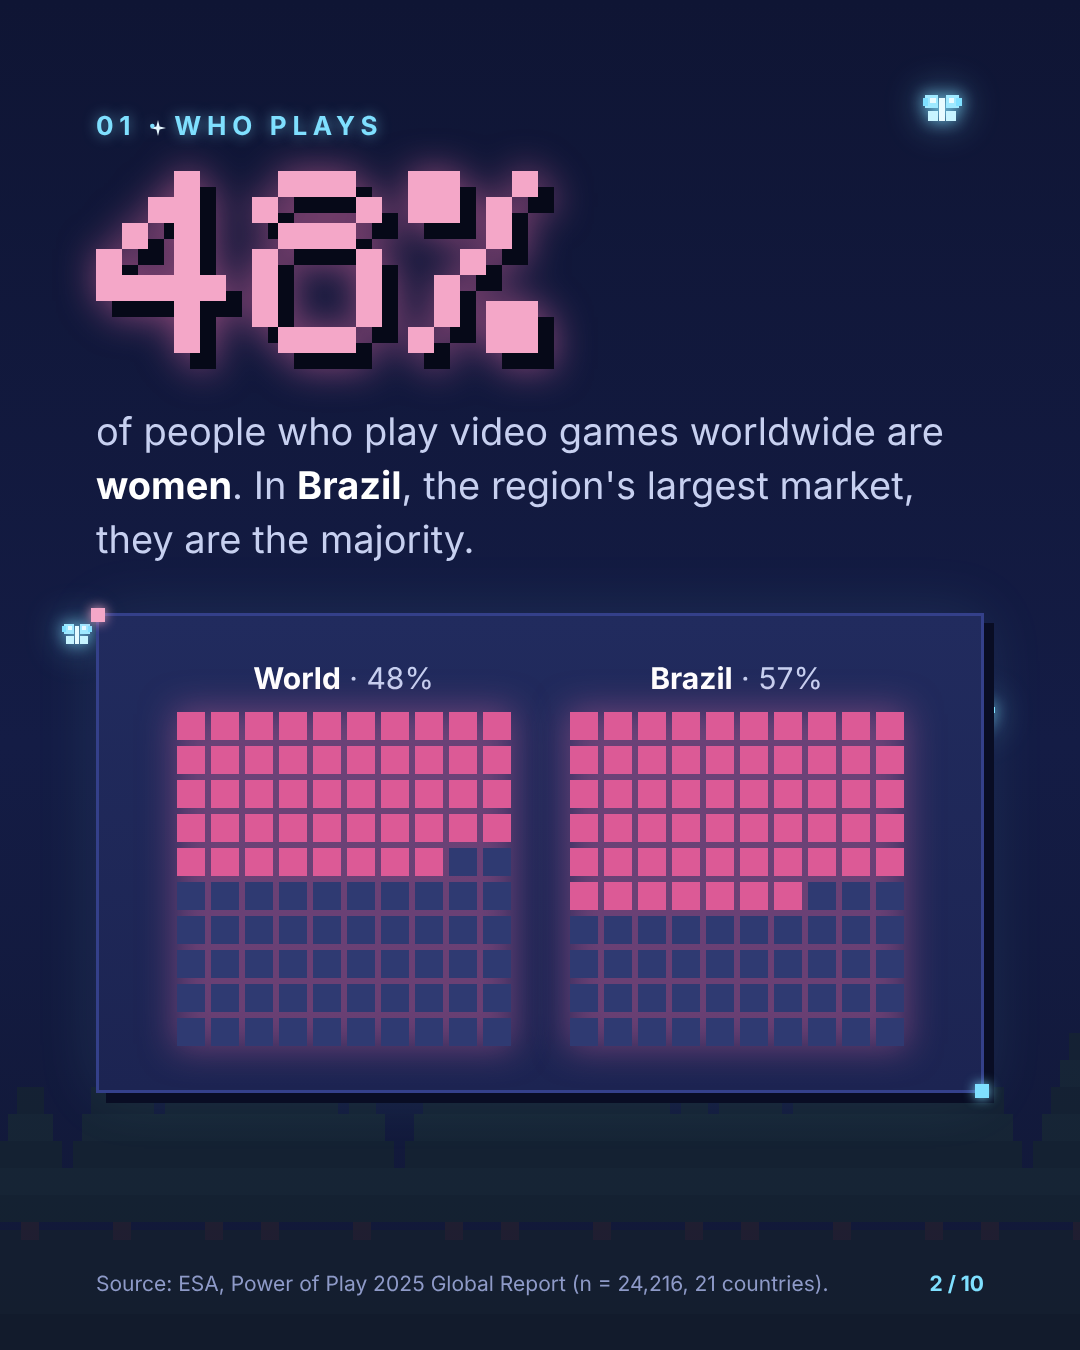 01 ✦ WHO PLAYS
48%
of people who play video games worldwide are
women. In Brazil, the region's largest market,
they are the majority.
World · 48%
Brazil · 57%
Source: ESA, Power of Play 2025 Global Report (n = 24,216, 21 countries).
2 / 10